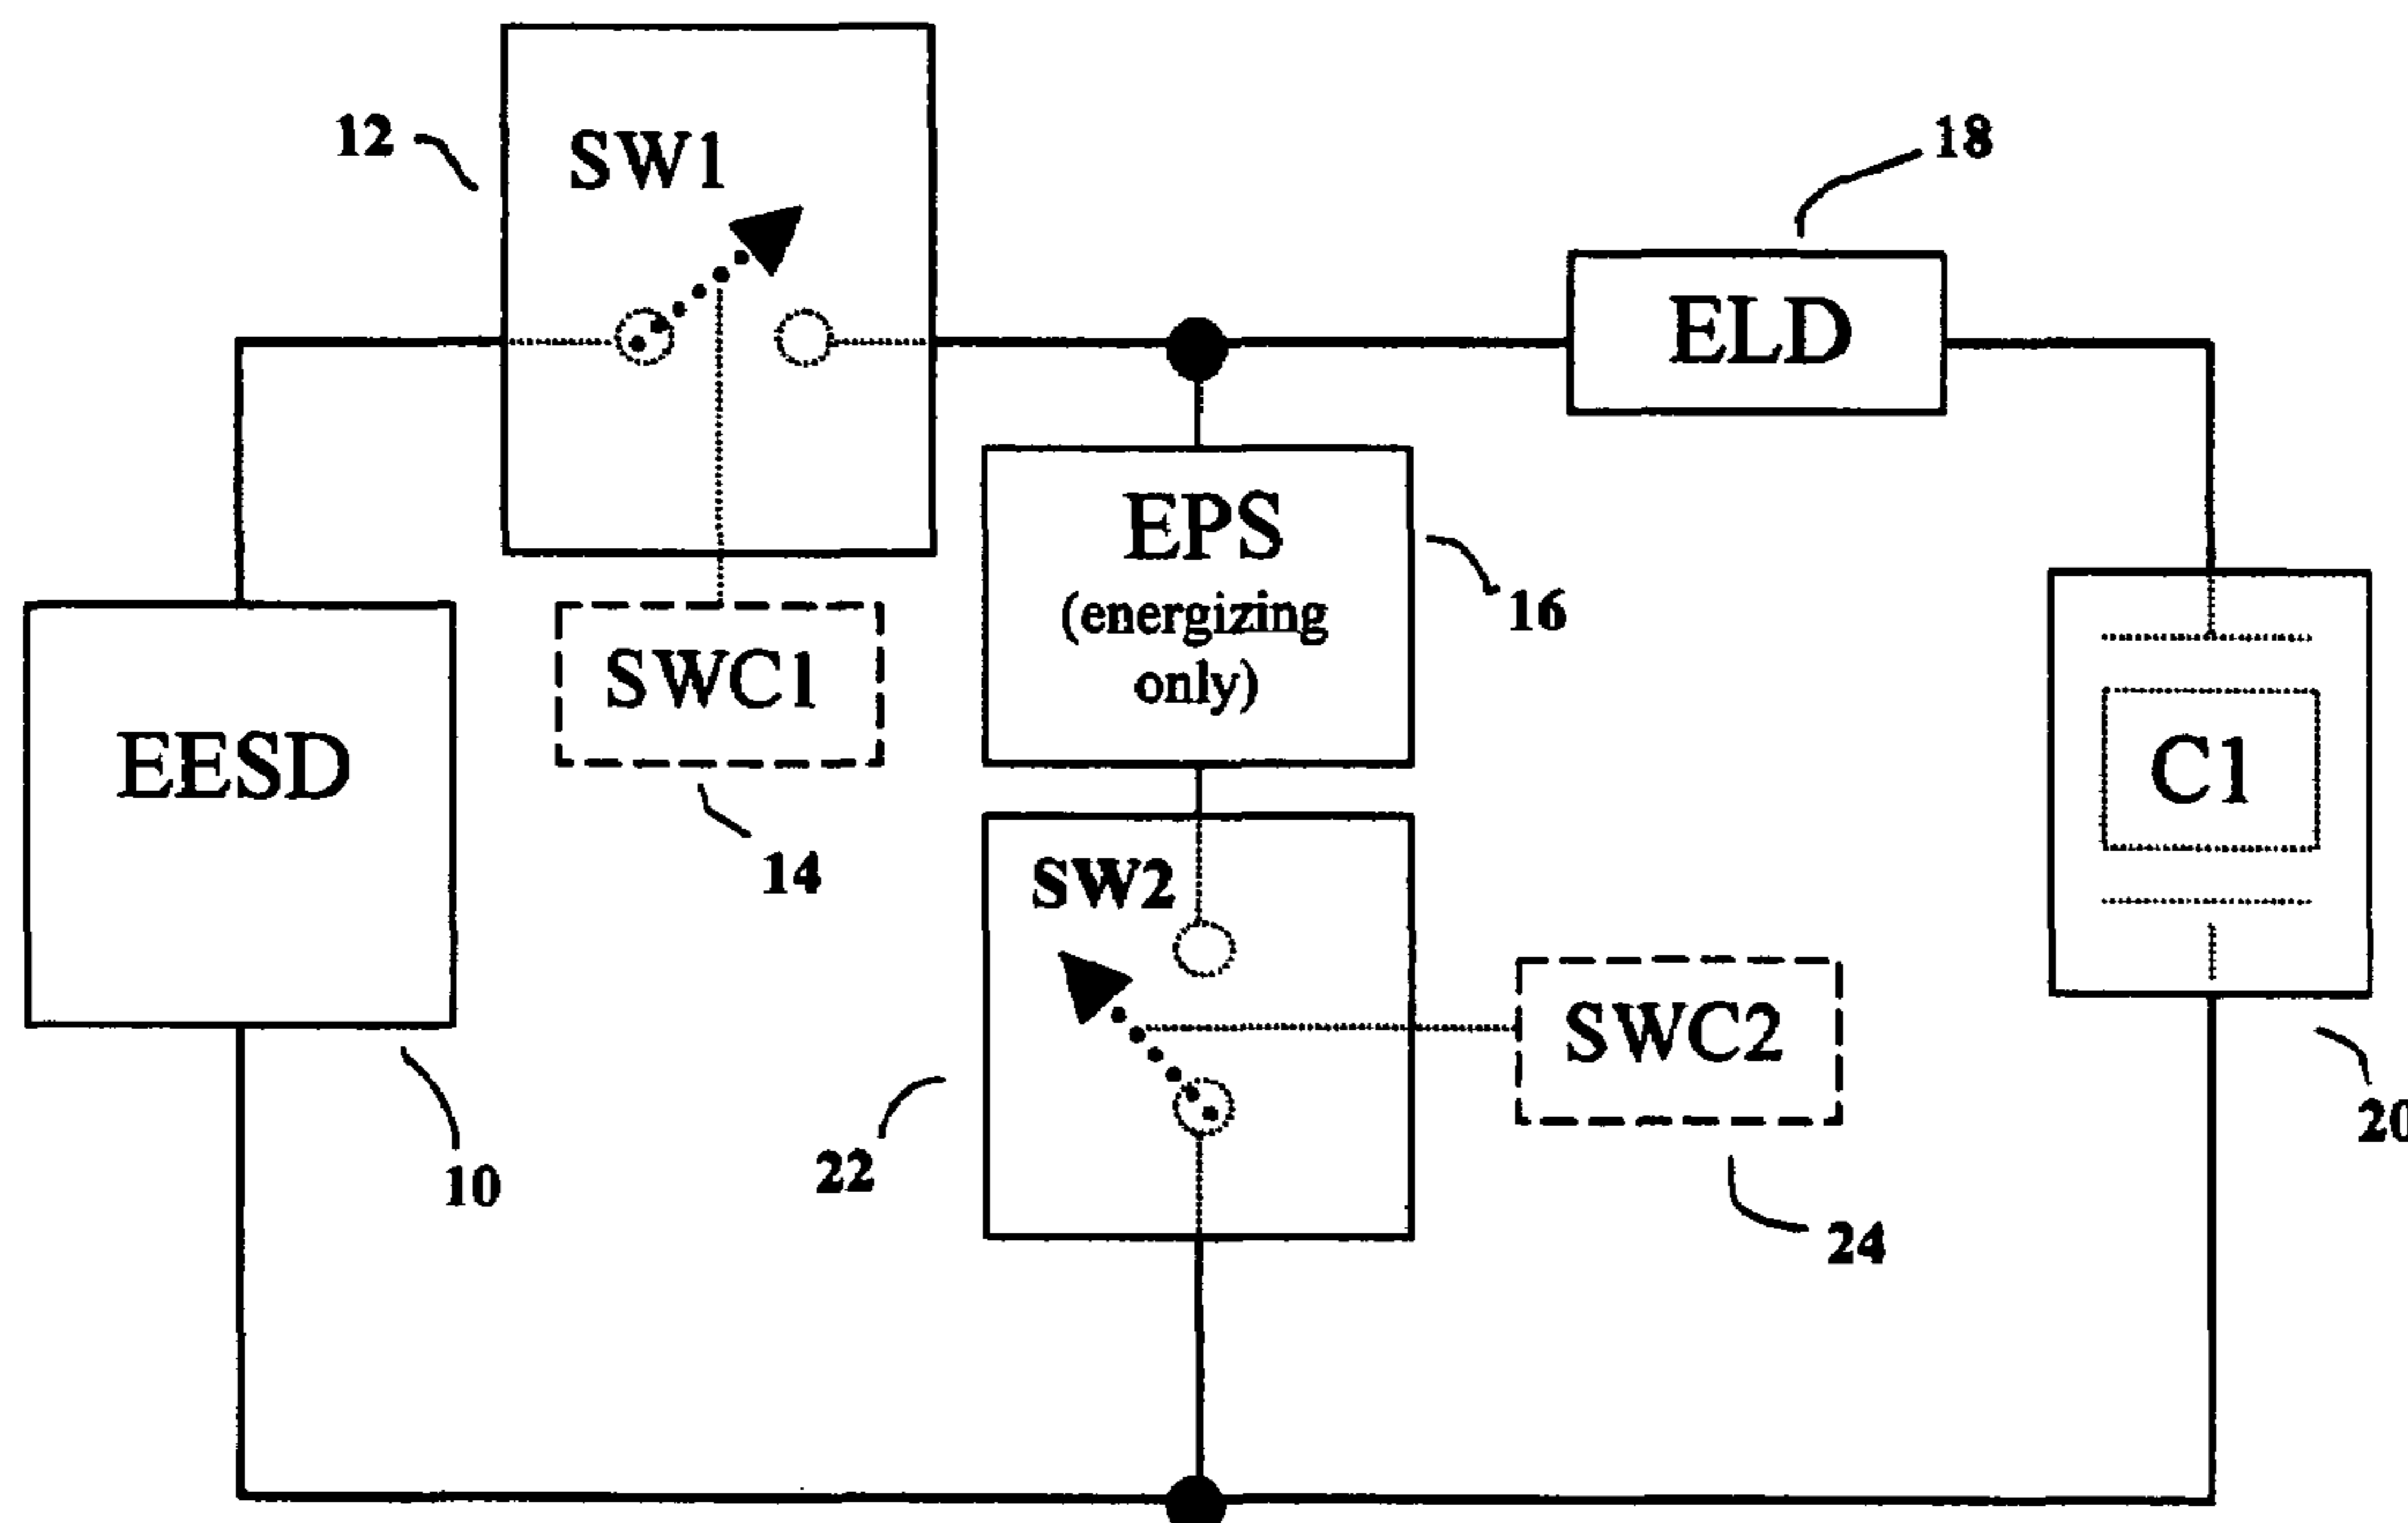 12
SW1
18
ELD
EPS
(energizing
only)
16
SWC1
EESD
C1
14
SW2
SWC2
22
10
20
24